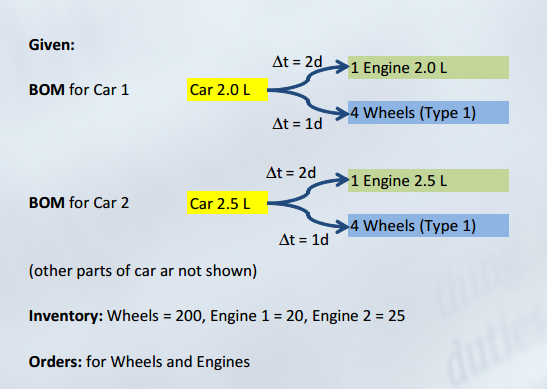 Given:
Δt = 2d
1 Engine 2.0 L
BOM for Car 1
Car 2.0 L
4 Wheels (Type 1)
Δt = 1d
Δt = 2d
1 Engine 2.5 L
BOM for Car 2
Car 2.5 L
4 Wheels (Type 1)
Δt = 1d
(other parts of car ar not shown)
Inventory: Wheels = 200, Engine 1 = 20, Engine 2 = 25
Orders: for Wheels and Engines
thin
duties